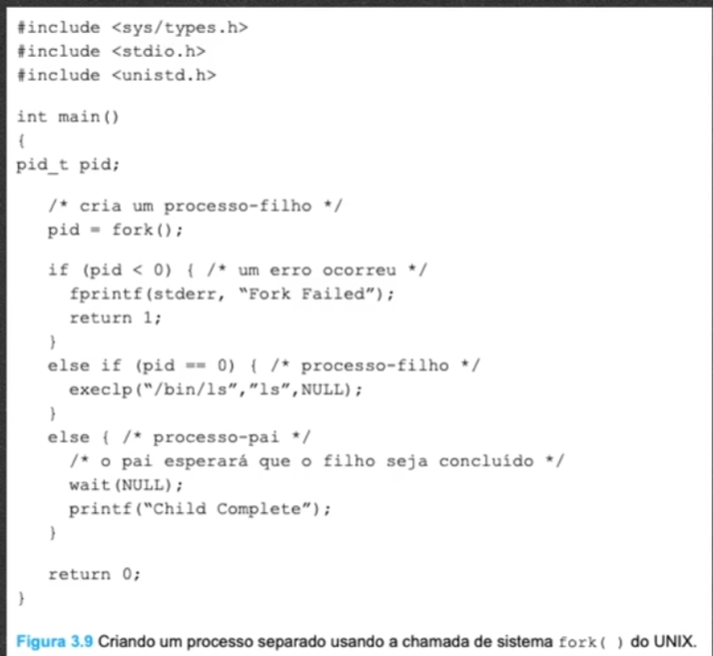 #include <sys/types.h>
#include <stdio.h>
#include <unistd.h>
int main()
{
pid_t pid;
/* cria um processo-filho */
pid = fork();
if (pid < 0) { /* um erro ocorreu */
fprintf(stderr, “Fork Failed”);
return 1;
}
else if (pid == 0) { /* processo-filho */
execlp(“/bin/ls”,”ls”,NULL);
}
else { /* processo-pai */
/* o pai esperará que o filho seja concluído */
wait(NULL);
printf(“Child Complete”);
}
return 0;
}
Figura 3.9 Criando um processo separado usando a chamada de sistema fork( ) do UNIX.